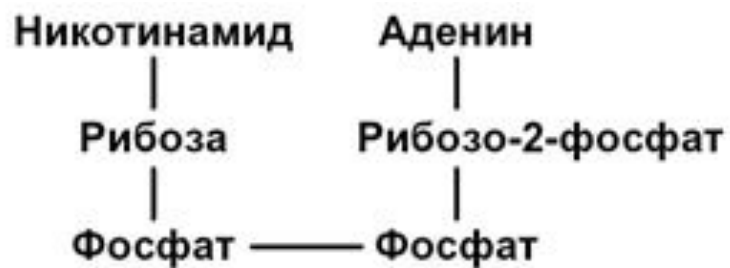 Никотинамид Аденин
Рибоза Рибозо-2-фосфат
Фосфат Фосфат